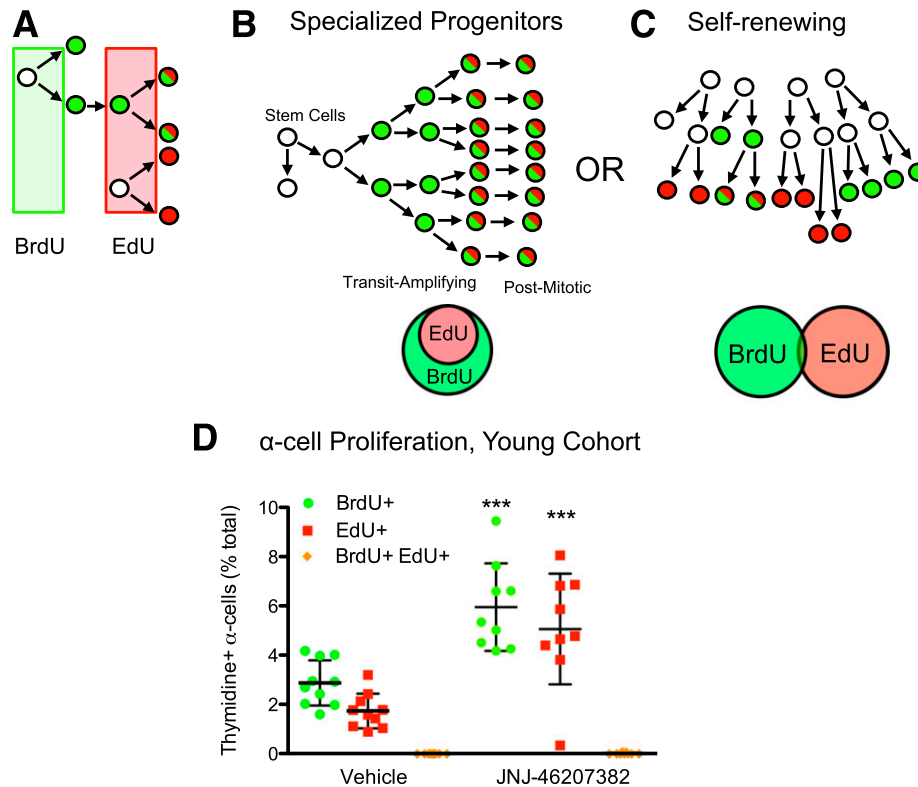 A
BrdU
EdU
B
Specialized Progenitors
Stem Cells
Transit-Amplifying
Post-Mitotic
EdU
BrdU
OR
C
Self-renewing
BrdU
EdU
D
α-cell Proliferation, Young Cohort
Thymidine+ α-cells (% total)
10
8
6
4
2
0
BrdU+
EdU+
BrdU+ EdU+
***
***
Vehicle
JNJ-46207382